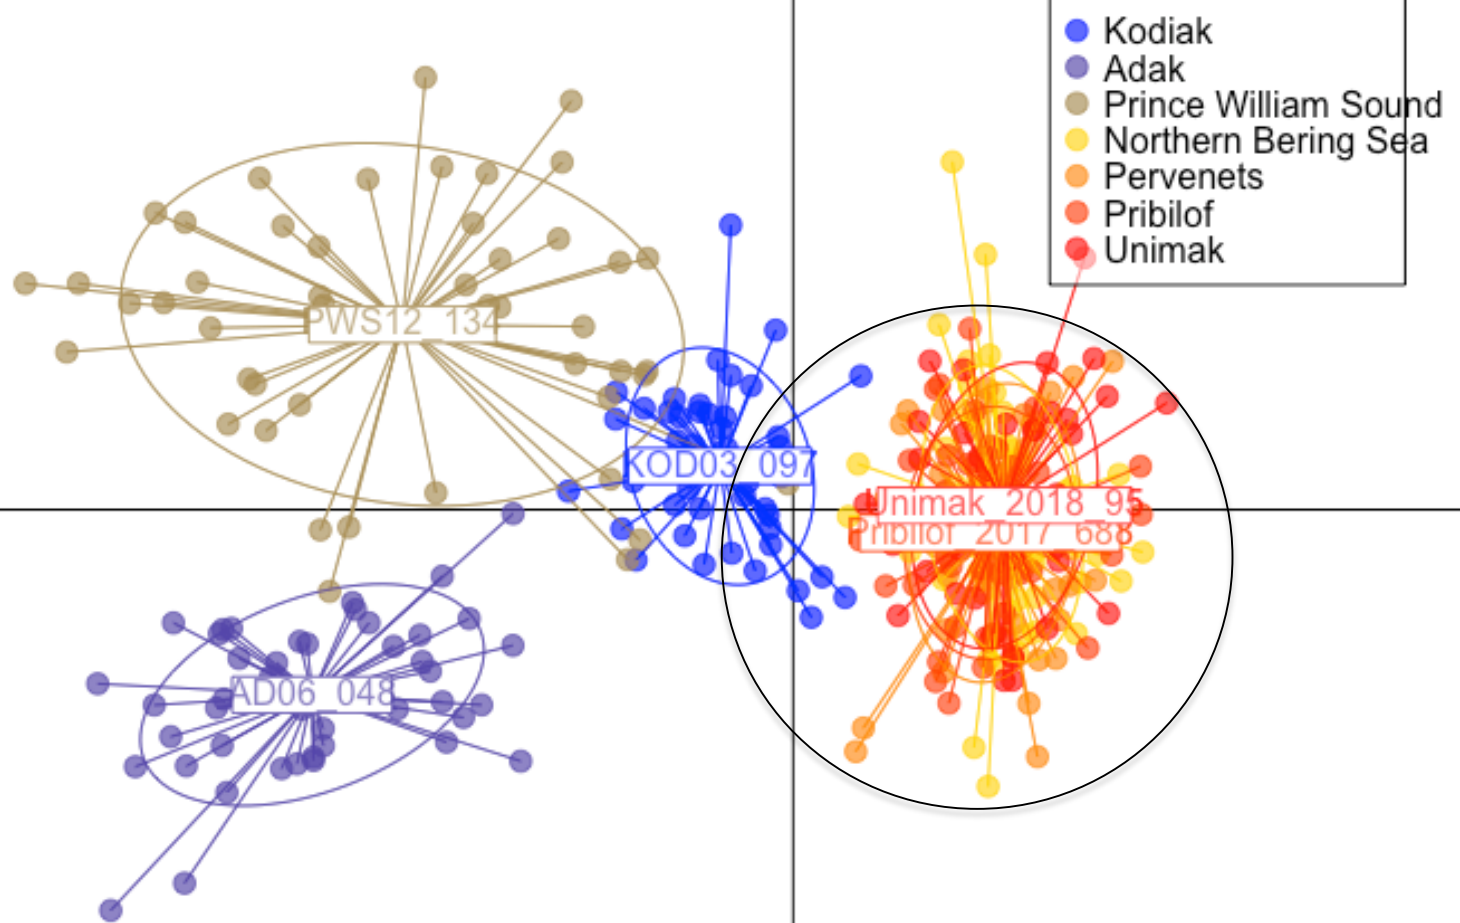 Kodiak
Adak
Prince William Sound
Northern Bering Sea
Pervenets
Pribilof
Unimak
PWS12_134
KOD03_097
Unimak_2018_95
Pribilof_2017_688
AD06_048